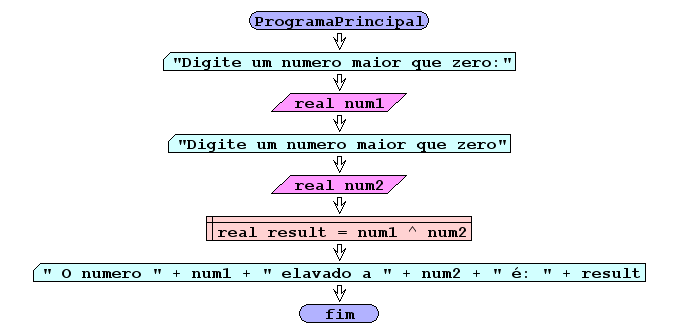 ProgramaPrincipal
"Digite um numero maior que zero:"
real num1
"Digite um numero maior que zero"
real num2
real result = num1 ^ num2
" O numero " + num1 + " elavado a " + num2 + " é: " + result
fim